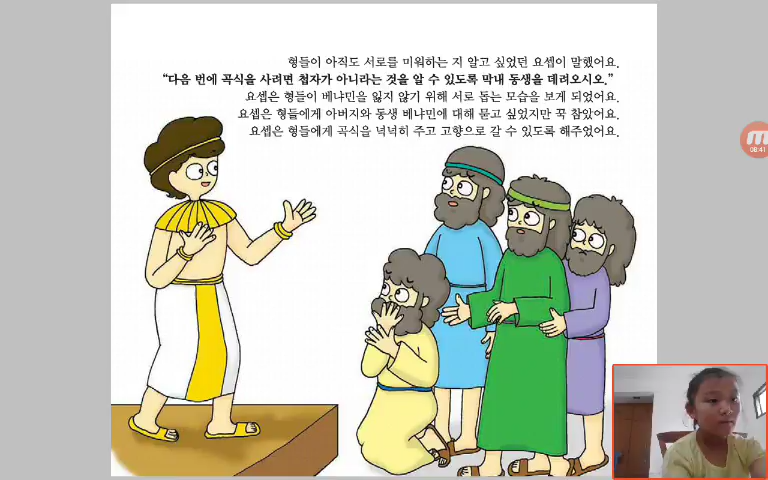 형들이 아직도 서로를 미워하는 지 알고 싶었던 요셉이 말했어요.
“다음 번에 곡식을 사려면 첩자가 아니라는 것을 알 수 있도록 막내 동생을 데려오시오.”
요셉은 형들이 베냐민을 잃지 않기 위해 서로 돕는 모습을 보게 되었어요.
요셉은 형들에게 아버지와 동생 베냐민에 대해 묻고 싶었지만 꾹 참았어요.
요셉은 형들에게 곡식을 넉넉히 주고 고향으로 갈 수 있도록 해주었어요.
08:41